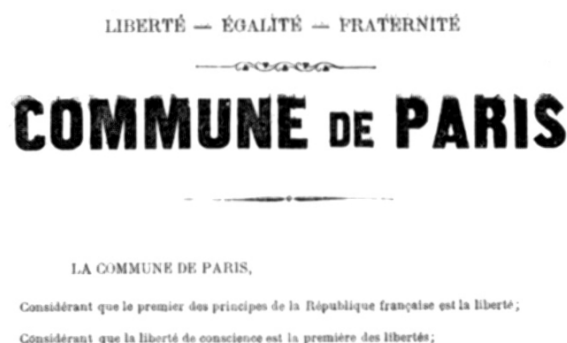 LIBERTÉ — ÉGALITÉ — FRATERNITÉ
COMMUNE DE PARIS
LA COMMUNE DE PARIS,
Considérant que le premier des principes de la République française est la liberté;
Considérant que la liberté de conscience est la première des libertés;